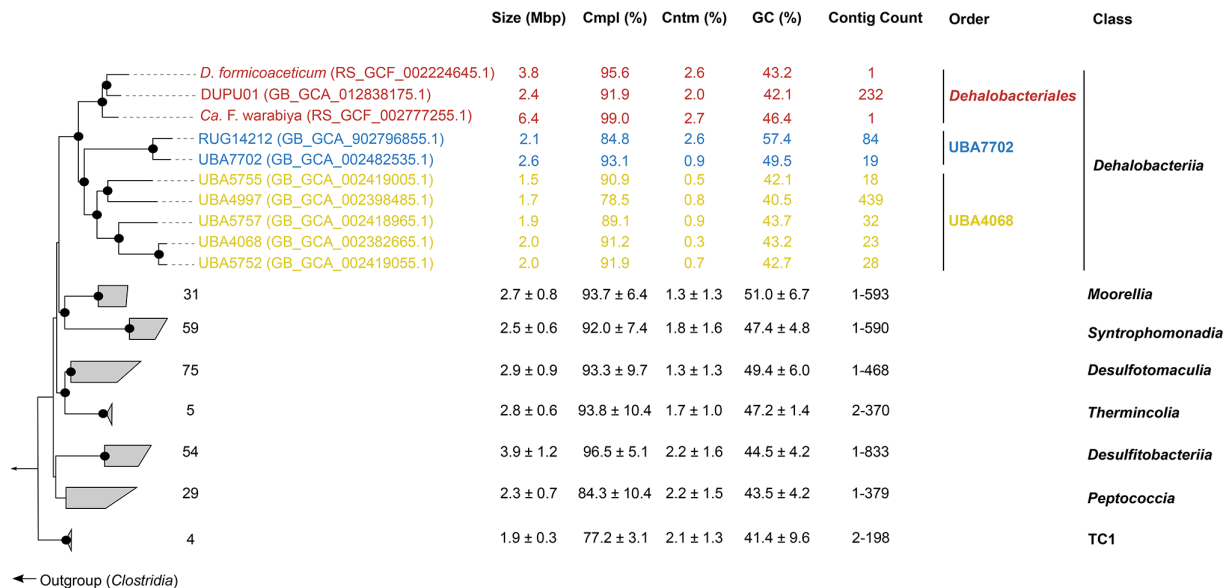 Size (Mbp) Cmpl (%) Cntm (%) GC (%) Contig Count Order Class
D. formicoaceticum (RS_GCF_002224645.1) 3.8 95.6 2.6 43.2 1
DUPU01 (GB_GCA_012838175.1) 2.4 91.9 2.0 42.1 232 Dehalobacteriales
Ca. F. warabiya (RS_GCF_002777255.1) 6.4 99.0 2.7 46.4 1
RUG14212 (GB_GCA_902796855.1) 2.1 84.8 2.6 57.4 84
UBA7702
UBA7702 (GB_GCA_002482535.1) 2.6 93.1 0.9 49.5 19
Dehalobacteriia
UBA5755 (GB_GCA_002419005.1) 1.5 90.9 0.5 42.1 18
UBA4997 (GB_GCA_002398485.1) 1.7 78.5 0.8 40.5 439
UBA5757 (GB_GCA_002418965.1) 1.9 89.1 0.9 43.7 32 UBA4068
UBA4068 (GB_GCA_002382665.1) 2.0 91.2 0.3 43.2 23
UBA5752 (GB_GCA_002419055.1) 2.0 91.9 0.7 42.7 28
31 2.7 ± 0.8 93.7 ± 6.4 1.3 ± 1.3 51.0 ± 6.7 1-593 Moorellia
59 2.5 ± 0.6 92.0 ± 7.4 1.8 ± 1.6 47.4 ± 4.8 1-590 Syntrophomonadia
75 2.9 ± 0.9 93.3 ± 9.7 1.3 ± 1.3 49.4 ± 6.0 1-468 Desulfotomaculia
5 2.8 ± 0.6 93.8 ± 10.4 1.7 ± 1.0 47.2 ± 1.4 2-370 Thermincolia
54 3.9 ± 1.2 96.5 ± 5.1 2.2 ± 1.6 44.5 ± 4.2 1-833 Desulfitobacteriia
29 2.3 ± 0.7 84.3 ± 10.4 2.2 ± 1.5 43.5 ± 4.2 1-379 Peptococcia
4 1.9 ± 0.3 77.2 ± 3.1 2.1 ± 1.3 41.4 ± 9.6 2-198 TC1
Outgroup (Clostridia)